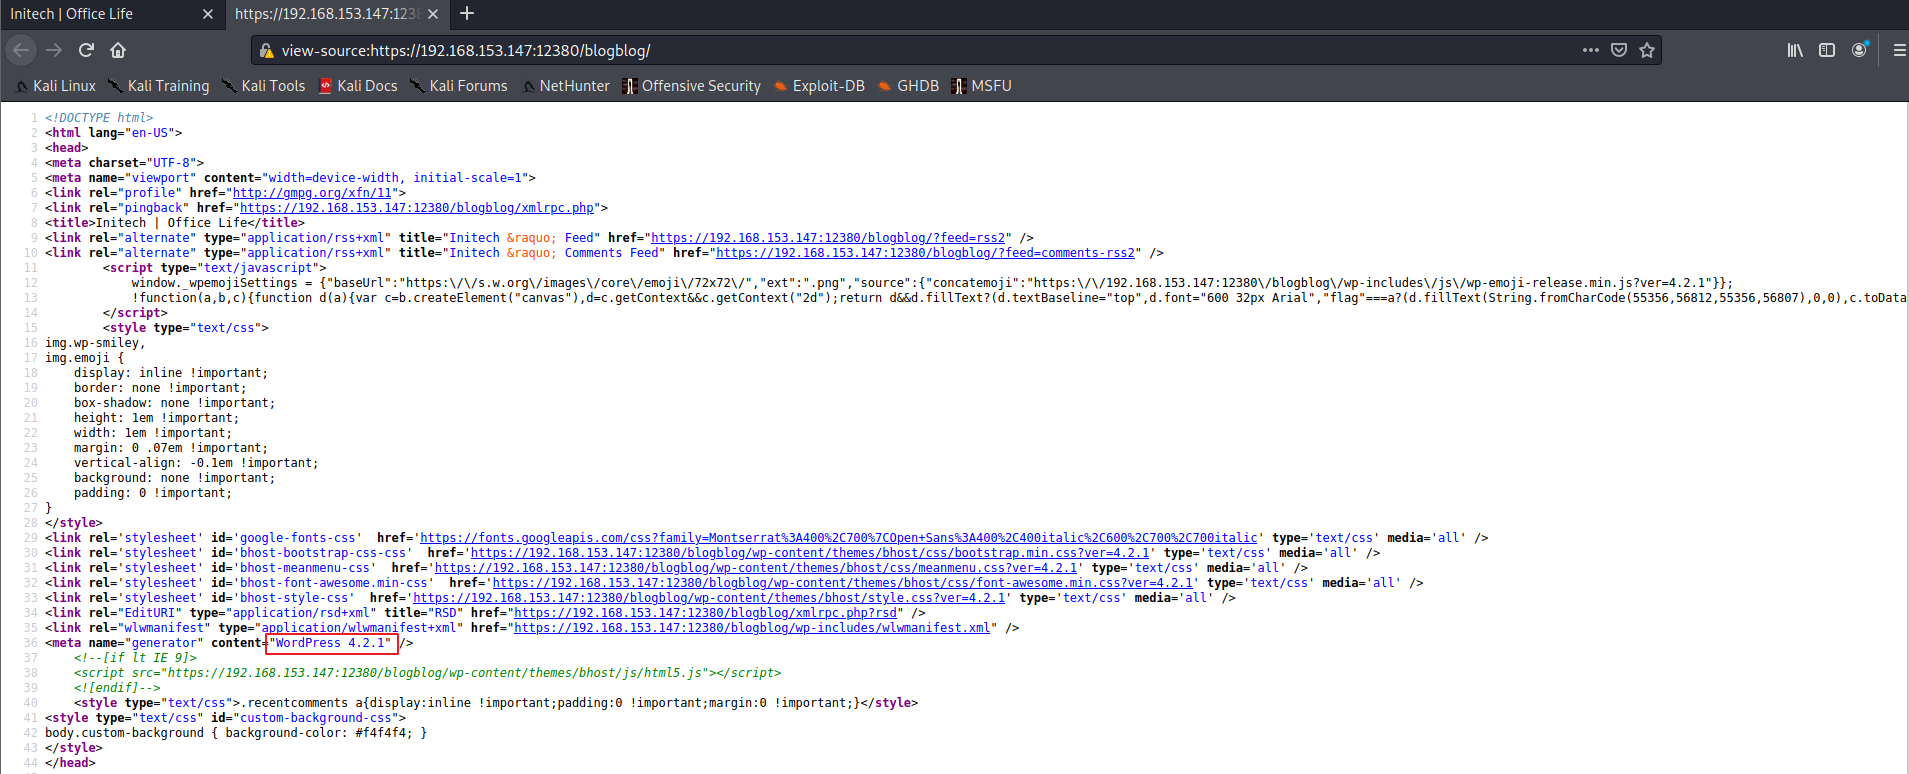 Initech | Office Life
https://192.168.153.147:123
view-source:https://192.168.153.147:12380/blogblog/
Kali Linux Kali Training Kali Tools Kali Docs Kali Forums NetHunter Offensive Security Exploit-DB GHDB MSFU
1 <!DOCTYPE html>
2 <html lang="en-US">
3 <head>
4 <meta charset="UTF-8">
5 <meta name="viewport" content="width=device-width, initial-scale=1">
6 <link rel="profile" href="http://gmpg.org/xfn/11">
7 <link rel="pingback" href="https://192.168.153.147:12380/blogblog/xmlrpc.php">
8 <title>Initech | Office Life</title>
9 <link rel="alternate" type="application/rss+xml" title="Initech &raquo; Feed" href="https://192.168.153.147:12380/blogblog/?feed=rss2" />
10 <link rel="alternate" type="application/rss+xml" title="Initech &raquo; Comments Feed" href="https://192.168.153.147:12380/blogblog/?feed=comments-rss2" />
11 <script type="text/javascript">
12 window._wpemojiSettings = {"baseUrl":"https:\/\/s.w.org\/images\/core\/emoji\/72x72\/","ext":".png","source":{"concatemoji":"https:\/\/192.168.153.147:12380\/blogblog\/wp-includes\/js\/wp-emoji-release.min.js?ver=4.2.1"}};
13 !function(a,b,c){function d(a){var c=b.createElement("canvas"),d=c.getContext&&c.getContext("2d");return d&&d.fillText?(d.textBaseline="top",d.font="600 32px Arial","flag"===a?(d.fillText(String.fromCharCode(55356,56812,55356,56807),0,0),c.toData
14 </script>
15 <style type="text/css">
16 img.wp-smiley,
17 img.emoji {
18 display: inline !important;
19 border: none !important;
20 box-shadow: none !important;
21 height: 1em !important;
22 width: 1em !important;
23 margin: 0 .07em !important;
24 vertical-align: -0.1em !important;
25 background: none !important;
26 padding: 0 !important;
27 }
28 </style>
29 <link rel='stylesheet' id='google-fonts-css' href='https://fonts.googleapis.com/css?family=Montserrat%3A400%2C700%7COpen+Sans%3A400%2C400italic%2C600%2C700%2C700italic' type='text/css' media='all' />
30 <link rel='stylesheet' id='bhost-bootstrap-css-css' href='https://192.168.153.147:12380/blogblog/wp-content/themes/bhost/css/bootstrap.min.css?ver=4.2.1' type='text/css' media='all' />
31 <link rel='stylesheet' id='bhost-meanmenu-css' href='https://192.168.153.147:12380/blogblog/wp-content/themes/bhost/css/meanmenu.css?ver=4.2.1' type='text/css' media='all' />
32 <link rel='stylesheet' id='bhost-font-awesome.min-css' href='https://192.168.153.147:12380/blogblog/wp-content/themes/bhost/css/font-awesome.min.css?ver=4.2.1' type='text/css' media='all' />
33 <link rel='stylesheet' id='bhost-style-css' href='https://192.168.153.147:12380/blogblog/wp-content/themes/bhost/style.css?ver=4.2.1' type='text/css' media='all' />
34 <link rel="EditURI" type="application/rsd+xml" title="RSD" href="https://192.168.153.147:12380/blogblog/xmlrpc.php?rsd" />
35 <link rel="wlwmanifest" type="application/wlwmanifest+xml" href="https://192.168.153.147:12380/blogblog/wp-includes/wlwmanifest.xml" />
36 <meta name="generator" content="WordPress 4.2.1" />
37 <!--[if lt IE 9]>
38 <script src="https://192.168.153.147:12380/blogblog/wp-content/themes/bhost/js/html5.js"></script>
39 <![endif]-->
40 <style type="text/css">.recentcomments a{display:inline !important;padding:0 !important;margin:0 !important;}</style>
41 <style type="text/css" id="custom-background-css">
42 body.custom-background { background-color: #f4f4f4; }
43 </style>
44 </head>